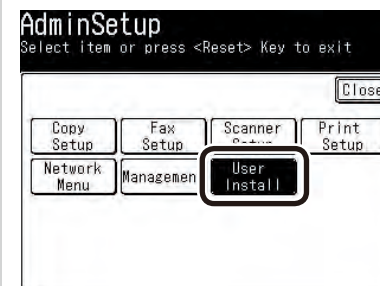 AdminSetup
Select item or press <Reset> Key to exit
Close
Copy Setup
Fax Setup
Scanner Setup
Print Setup
Network Menu
Managemen
User Install